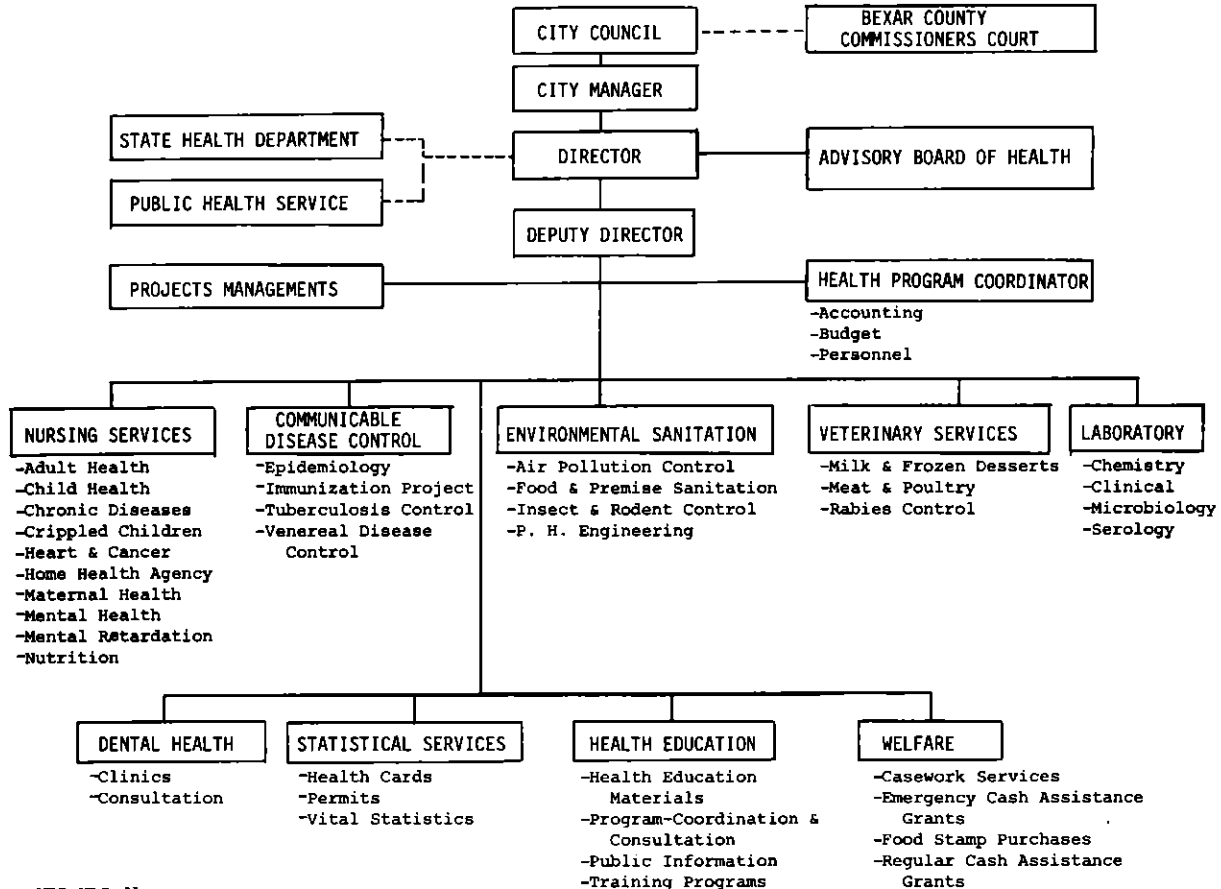 CITY COUNCIL
BEXAR COUNTY
COMMISSIONERS COURT
CITY MANAGER
STATE HEALTH DEPARTMENT
DIRECTOR
ADVISORY BOARD OF HEALTH
PUBLIC HEALTH SERVICE
DEPUTY DIRECTOR
PROJECTS MANAGEMENTS
HEALTH PROGRAM COORDINATOR
-Accounting
-Budget
-Personnel
NURSING SERVICES
-Adult Health
-Child Health
-Chronic Diseases
-Crippled Children
-Heart & Cancer
-Home Health Agency
-Maternal Health
-Mental Health
-Mental Retardation
-Nutrition
COMMUNICABLE
DISEASE CONTROL
-Epidemiology
-Immunization Project
-Tuberculosis Control
-Venereal Disease
Control
ENVIRONMENTAL SANITATION
-Air Pollution Control
-Food & Premise Sanitation
-Insect & Rodent Control
-P. H. Engineering
VETERINARY SERVICES
-Milk & Frozen Desserts
-Meat & Poultry
-Rabies Control
LABORATORY
-Chemistry
-Clinical
-Microbiology
-Serology
DENTAL HEALTH
-Clinics
-Consultation
STATISTICAL SERVICES
-Health Cards
-Permits
-Vital Statistics
HEALTH EDUCATION
-Health Education
Materials
-Program-Coordination &
Consultation
-Public Information
-Training Programs
WELFARE
-Casework Services
-Emergency Cash Assistance
Grants
-Food Stamp Purchases
-Regular Cash Assistance
Grants